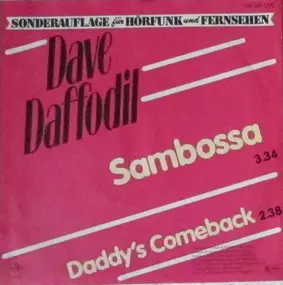 SONDERAUFLAGE für HÖRFUNK und FERNSEHEN
Dave
Daffodil
Sambossa
3.34
Daddy's Comeback 2.38